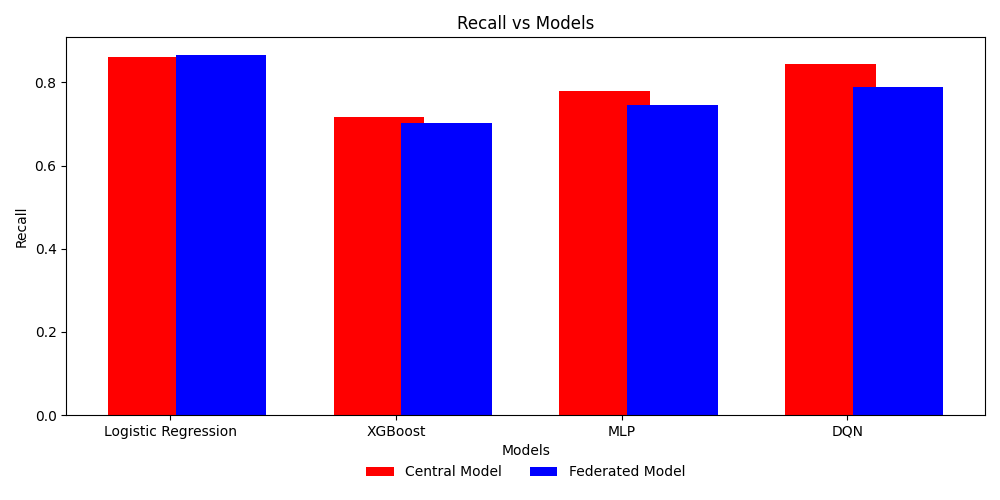 Recall vs Models
0.8
0.6
0.4
0.2
0.0
Recall
Logistic Regression XGBoost MLP DQN
Models
Central Model Federated Model